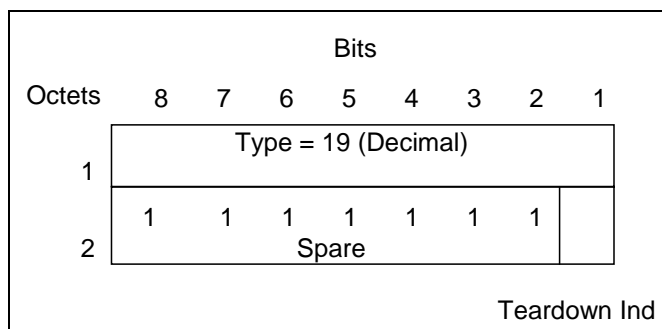 Bits
Octets 8 7 6 5 4 3 2 1
Type = 19 (Decimal)
1
1 1 1 1 1 1 1
2 Spare
Teardown Ind